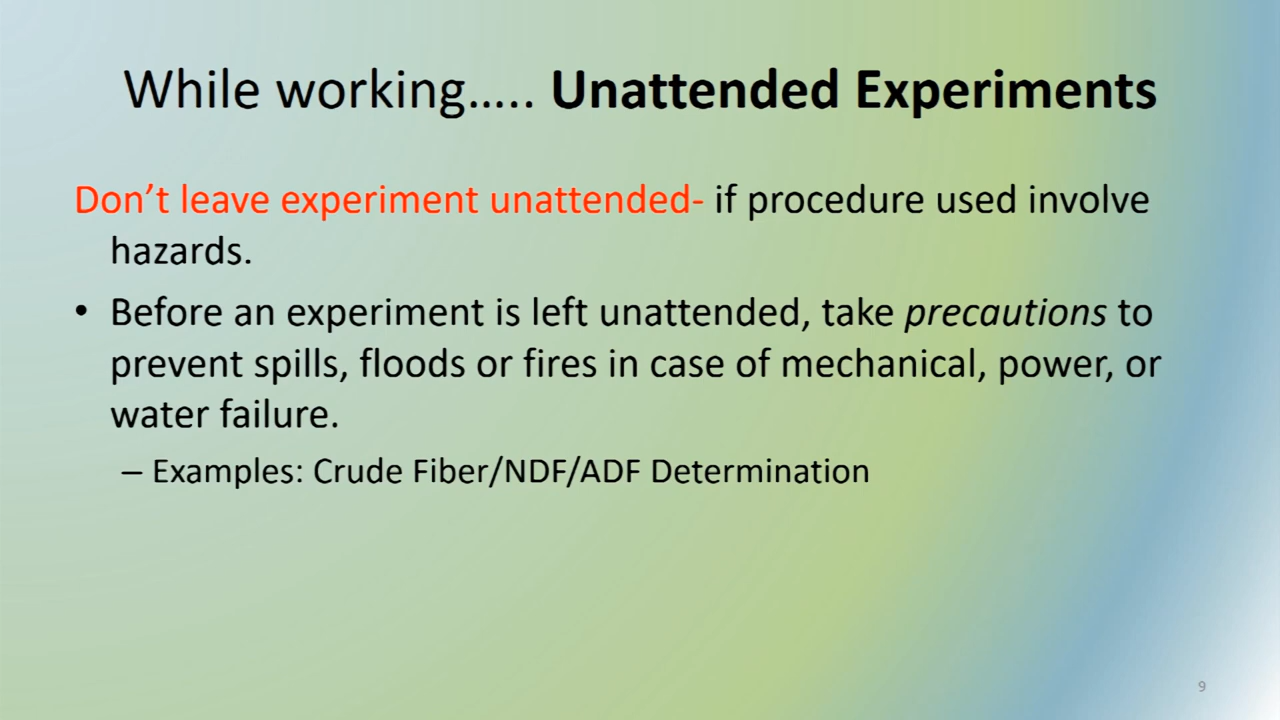 While working….. Unattended Experiments
Don’t leave experiment unattended- if procedure used involve
hazards.
• Before an experiment is left unattended, take precautions to
prevent spills, floods or fires in case of mechanical, power, or
water failure.
– Examples: Crude Fiber/NDF/ADF Determination
9